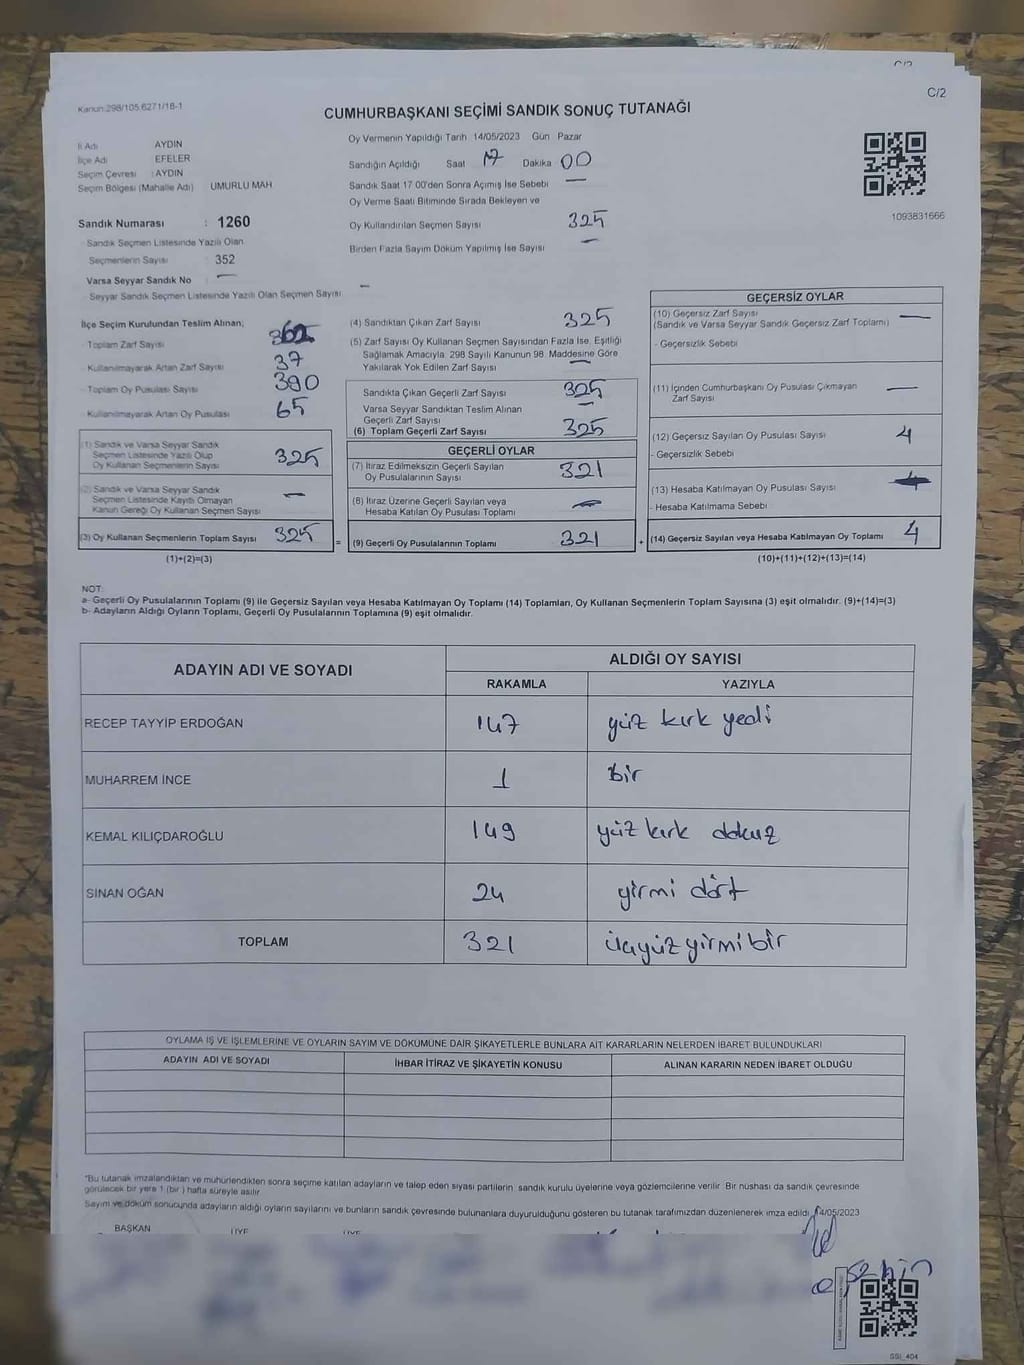 C/2
C/2
Kanun:298/105,6271/18-1
CUMHURBAŞKANI SEÇİMİ SANDIK SONUÇ TUTANAĞI
İl Adı AYDIN
İlçe Adı EFELER
Seçim Çevresi : AYDIN
Seçim Bölgesi (Mahalle Adı) UMURLU MAH
Sandık Numarası : 1260
Sandık Seçmen Listesinde Yazılı Olan
Seçmenlerin Sayısı 352
Varsa Seyyar Sandık No : —
Seyyar Sandık Seçmen Listesinde Yazılı Olan Seçmen Sayısı —
Oy Vermenin Yapıldığı Tarih 14/05/2023 Gün Pazar
Sandığın Açıldığı Saat 17 Dakika 00
Sandık Saat 17.00'den Sonra Açılmış İse Sebebi —
Oy Verme Saati Bitiminde Sırada Bekleyen ve
Oy Kullandırılan Seçmen Sayısı 325
Birden Fazla Sayım Döküm Yapılmış İse Sayısı —
1093831666
İlçe Seçim Kurulundan Teslim Alınan;
- Toplam Zarf Sayısı
- Kullanılmayarak Artan Zarf Sayısı 37
- Toplam Oy Pusulası Sayısı 390
- Kullanılmayarak Artan Oy Pusulası 65
(1) Sandık ve Varsa Seyyar Sandık
Seçmen Listesinde Yazılı Olup
Oy Kullanan Seçmenlerin Sayısı 325
(2) Sandık ve Varsa Seyyar Sandık
Seçmen Listesinde Kayıtlı Olmayan
Kanun Gereği Oy Kullanan Seçmen Sayısı —
(3) Oy Kullanan Seçmenlerin Toplam Sayısı 325 =
(1)+(2)=(3)
(4) Sandıktan Çıkan Zarf Sayısı 325
(5) Zarf Sayısı Oy Kullanan Seçmen Sayısından Fazla İse, Eşitliği
Sağlamak Amacıyla, 298 Sayılı Kanunun 98. Maddesine Göre
Yakılarak Yok Edilen Zarf Sayısı —
Sandıkta Çıkan Geçerli Zarf Sayısı 325
Varsa Seyyar Sandıktan Teslim Alınan
Geçerli Zarf Sayısı —
(6) Toplam Geçerli Zarf Sayısı 325
GEÇERLİ OYLAR
(7) İtiraz Edilmeksizin Geçerli Sayılan
Oy Pusulalarının Sayısı 321
(8) İtiraz Üzerine Geçerli Sayılan veya
Hesaba Katılan Oy Pusulası Toplamı —
(9) Geçerli Oy Pusulalarının Toplamı 321 +
GEÇERSİZ OYLAR
(10) Geçersiz Zarf Sayısı —
(Sandık ve Varsa Seyyar Sandık Geçersiz Zarf Toplamı)
- Geçersizlik Sebebi
(11) İçinden Cumhurbaşkanı Oy Pusulası Çıkmayan
Zarf Sayısı —
(12) Geçersiz Sayılan Oy Pusulası Sayısı 4
- Geçersizlik Sebebi
(13) Hesaba Katılmayan Oy Pusulası Sayısı
- Hesaba Katılmama Sebebi
(14) Geçersiz Sayılan veya Hesaba Katılmayan Oy Toplamı 4
(10)+(11)+(12)+(13)=(14)
NOT:
a- Geçerli Oy Pusulalarının Toplamı (9) ile Geçersiz Sayılan veya Hesaba Katılmayan Oy Toplamı (14) Toplamları, Oy Kullanan Seçmenlerin Toplam Sayısına (3) eşit olmalıdır. (9)+(14)=(3)
b- Adayların Aldığı Oyların Toplamı, Geçerli Oy Pusulalarının Toplamına (9) eşit olmalıdır.
ADAYIN ADI VE SOYADI ALDIĞI OY SAYISI
RAKAMLA YAZIYLA
RECEP TAYYİP ERDOĞAN 147 yüz kırk yedi
MUHARREM İNCE 1 bir
KEMAL KILIÇDAROĞLU 149 yüz kırk dokuz
SİNAN OĞAN 24 yirmi dört
TOPLAM 321 üçyüz yirmi bir
OYLAMA İŞ VE İŞLEMLERİNE VE OYLARIN SAYIM VE DÖKÜMÜNE DAİR ŞİKAYETLERLE BUNLARA AİT KARARLARIN NELERDEN İBARET BULUNDUKLARI
ADAYIN ADI VE SOYADI İHBAR İTİRAZ VE ŞİKAYETİN KONUSU ALINAN KARARIN NEDEN İBARET OLDUĞU
*Bu tutanak imzalandıktan ve mühürlendikten sonra seçime katılan adayların ve talep eden siyasi partilerin; sandık kurulu üyelerine veya gözlemcilerine verilir. Bir nüshası da sandık çevresinde
görülecek bir yere 1 (bir ) hafta süreyle asılır.
Sayım ve döküm sonucunda adayların aldığı oyların sayılarını ve bunların sandık çevresinde bulunanlara duyurulduğunu gösteren bu tutanak tarafımızdan düzenlenerek imza edildi. 14/05/2023
BAŞKAN ÜYE ÜYE
SSI_404